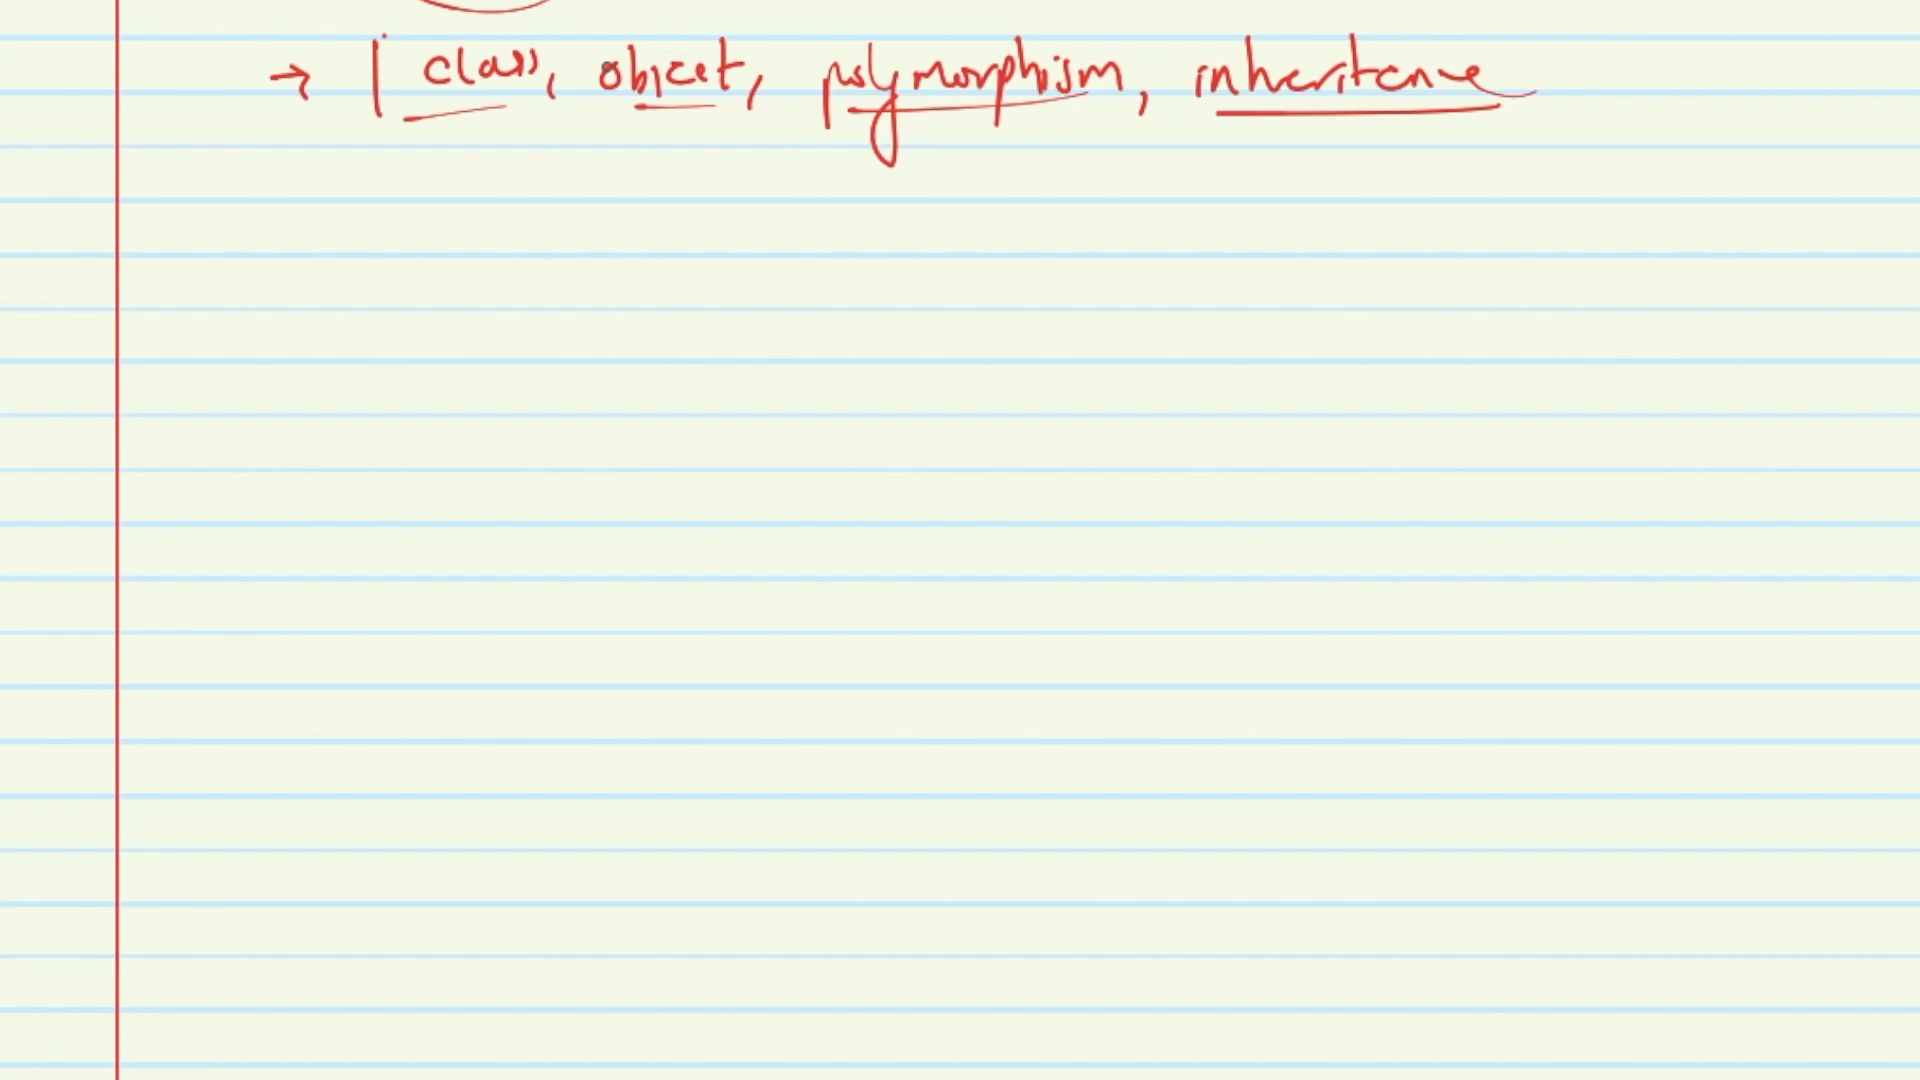 → | class, object, polymorphism, inheritance